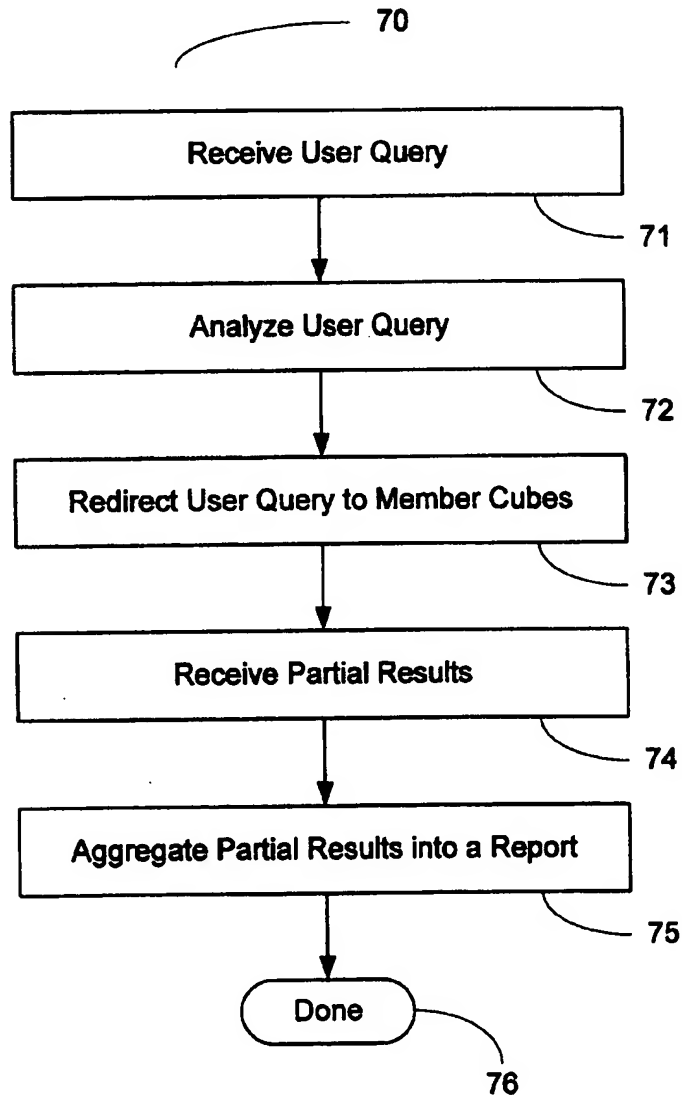 70
Receive User Query
71
Analyze User Query
72
Redirect User Query to Member Cubes
73
Receive Partial Results
74
Aggregate Partial Results into a Report
75
Done
76